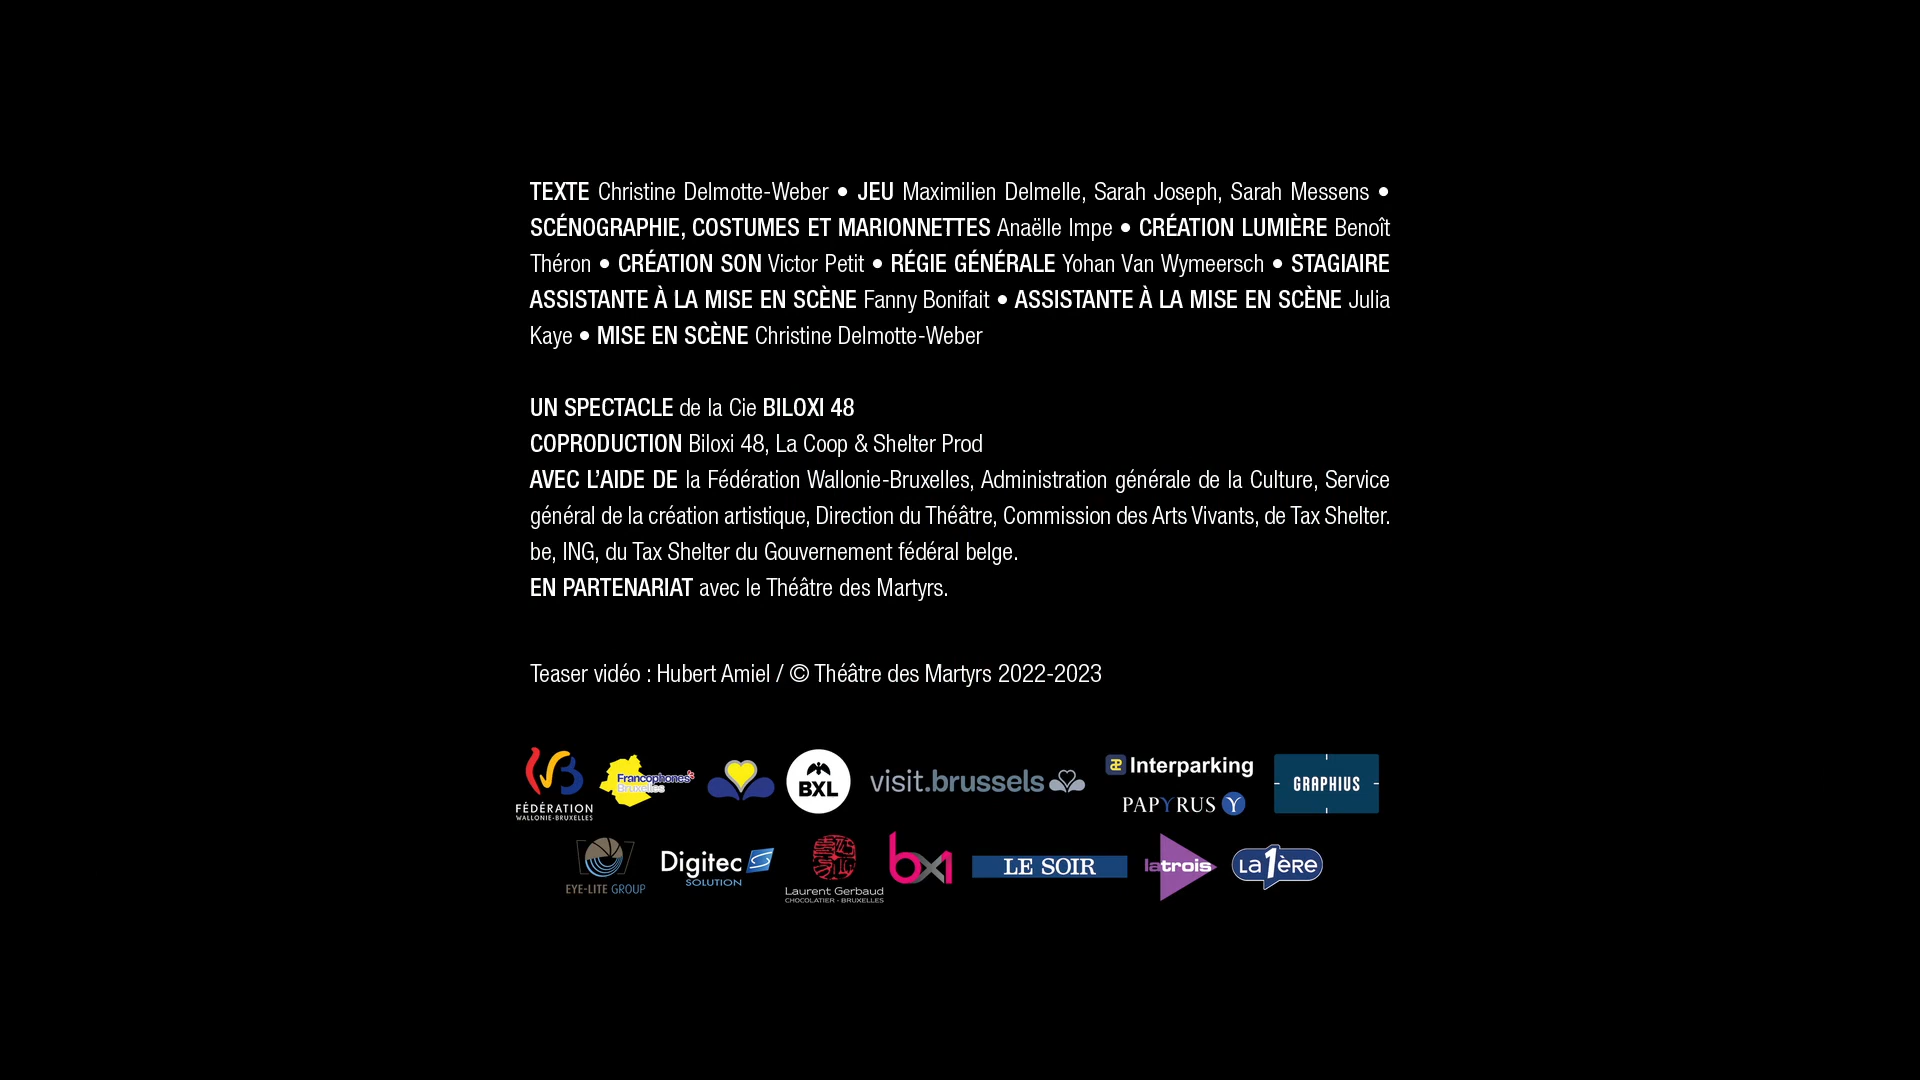 TEXTE Christine Delmotte-Weber • JEU Maximilien Delmelle, Sarah Joseph, Sarah Messens •
SCÉNOGRAPHIE, COSTUMES ET MARIONNETTES Anaëlle Impe • CRÉATION LUMIÈRE Benoît
Théron • CRÉATION SON Victor Petit • RÉGIE GÉNÉRALE Yohan Van Wymeersch • STAGIAIRE
ASSISTANTE À LA MISE EN SCÈNE Fanny Bonifait • ASSISTANTE À LA MISE EN SCÈNE Julia
Kaye • MISE EN SCÈNE Christine Delmotte-Weber
UN SPECTACLE de la Cie BILOXI 48
COPRODUCTION Biloxi 48, La Coop & Shelter Prod
AVEC L’AIDE DE la Fédération Wallonie-Bruxelles, Administration générale de la Culture, Service
général de la création artistique, Direction du Théâtre, Commission des Arts Vivants, de Tax Shelter.
be, ING, du Tax Shelter du Gouvernement fédéral belge.
EN PARTENARIAT avec le Théâtre des Martyrs.
Teaser vidéo : Hubert Amiel / © Théâtre des Martyrs 2022-2023
FÉDÉRATION
WALLONIE-BRUXELLES
Francophones
Bruxelles
BXL
visit.brussels
Interparking
PAPYRUS
GRAPHIUS
EYE-LITE GROUP
Digitec
SOLUTION
Laurent Gerbaud
CHOCOLATIER - BRUXELLES
bx1
LE SOIR
latrois
LA 1ÈRE